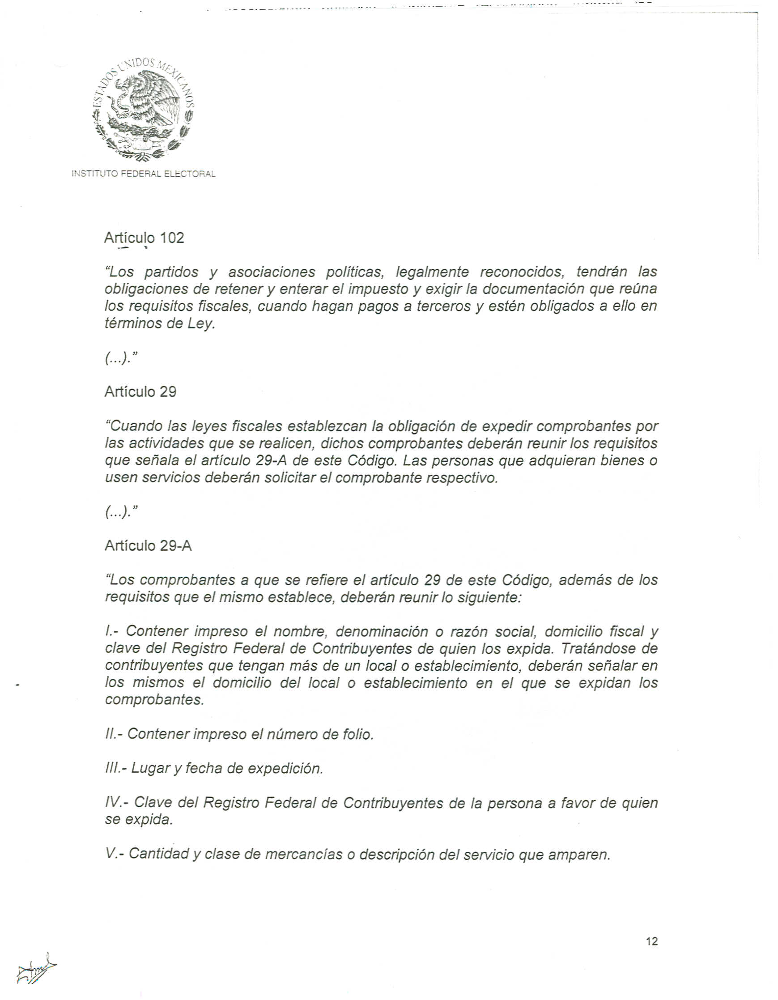 ESTADOS UNIDOS MEXICANOS
INSTITUTO FEDERAL ELECTORAL
Artículo 102
“Los partidos y asociaciones políticas, legalmente reconocidos, tendrán las
obligaciones de retener y enterar el impuesto y exigir la documentación que reúna
los requisitos fiscales, cuando hagan pagos a terceros y estén obligados a ello en
términos de Ley.
(...).”
Artículo 29
“Cuando las leyes fiscales establezcan la obligación de expedir comprobantes por
las actividades que se realicen, dichos comprobantes deberán reunir los requisitos
que señala el artículo 29-A de este Código. Las personas que adquieran bienes o
usen servicios deberán solicitar el comprobante respectivo.
(...).”
Artículo 29-A
“Los comprobantes a que se refiere el artículo 29 de este Código, además de los
requisitos que el mismo establece, deberán reunir lo siguiente:
I.- Contener impreso el nombre, denominación o razón social, domicilio fiscal y
clave del Registro Federal de Contribuyentes de quien los expida. Tratándose de
contribuyentes que tengan más de un local o establecimiento, deberán señalar en
los mismos el domicilio del local o establecimiento en el que se expidan los
comprobantes.
II.- Contener impreso el número de folio.
III.- Lugar y fecha de expedición.
IV.- Clave del Registro Federal de Contribuyentes de la persona a favor de quien
se expida.
V.- Cantidad y clase de mercancías o descripción del servicio que amparen.
12